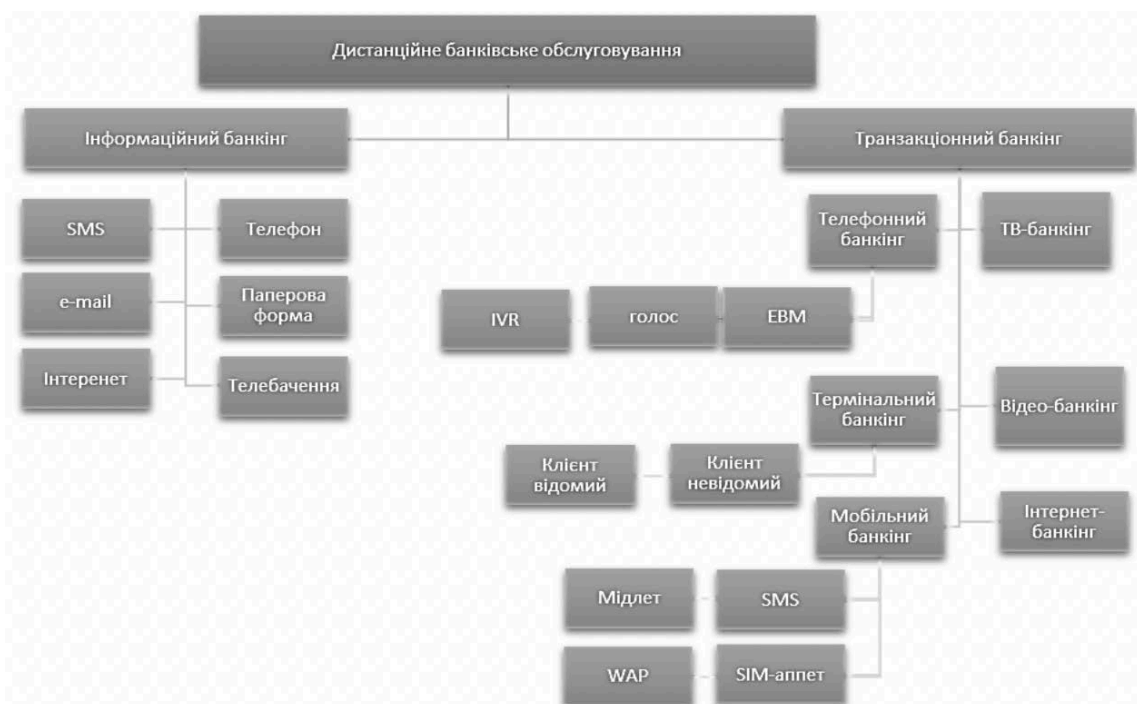 Дистанційне банківське обслуговування
Інформаційний банкінг
Транзакціонний банкінг
SMS
Телефон
Телефонний
банкінг
ТВ-банкінг
e-mail
Паперова
форма
IVR
голос
ЕВМ
Інтеренет
Телебачення
Термінальний
банкінг
Відео-банкінг
Клієнт
відомий
Клієнт
невідомий
Мобільний
банкінг
Інтернет-
банкінг
Мідлет
SMS
WAP
SIM-аппет